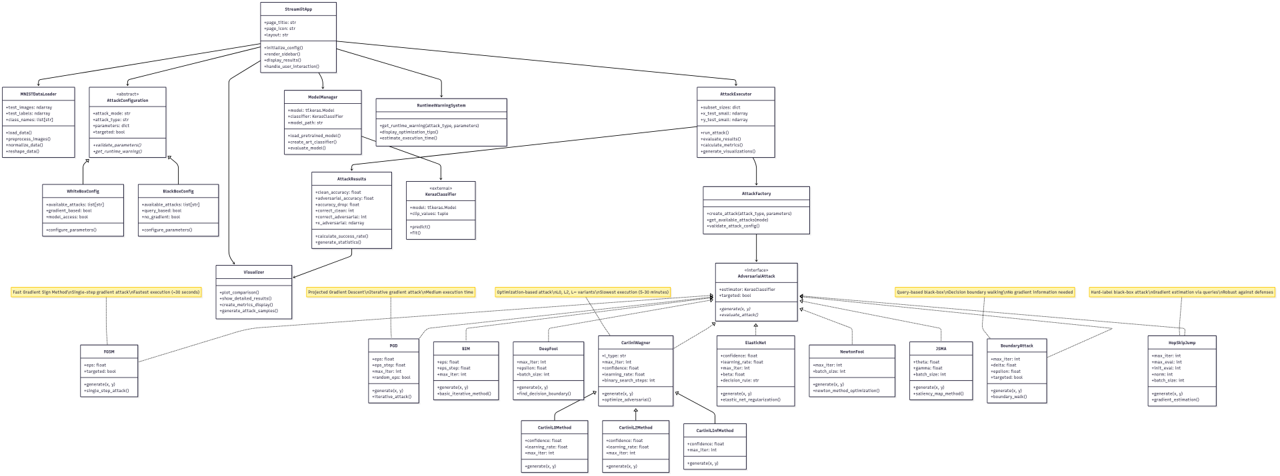 StreamlitApp
+page_title: str
+page_icon: str
+layout: str
+initialize_config()
+render_sidebar()
+display_results()
+handle_user_interaction()
MNISTDataLoader
+test_images: ndarray
+test_labels: ndarray
+class_names: list[str]
+load_data()
+preprocess_images()
+normalize_data()
+reshape_data()
«abstract»
AttackConfiguration
+attack_mode: str
+attack_type: str
+parameters: dict
+targeted: bool
+validate_parameters()
+get_runtime_warning()
ModelManager
+model: tf.keras.Model
+classifier: KerasClassifier
+model_path: str
+load_pretrained_model()
+create_art_classifier()
+evaluate_model()
RuntimeWarningSystem
+get_runtime_warning(attack_type, parameters)
+display_optimization_tips()
+estimate_execution_time()
AttackExecutor
+subset_sizes: dict
+x_test_small: ndarray
+y_test_small: ndarray
+run_attack()
+evaluate_results()
+calculate_metrics()
+generate_visualizations()
WhiteBoxConfig
+available_attacks: list[str]
+gradient_based: bool
+model_access: bool
+configure_parameters()
BlackBoxConfig
+available_attacks: list[str]
+query_based: bool
+no_gradient: bool
+configure_parameters()
AttackResults
+clean_accuracy: float
+adversarial_accuracy: float
+accuracy_drop: float
+correct_clean: int
+correct_adversarial: int
+x_adversarial: ndarray
+calculate_success_rate()
+generate_statistics()
«external»
KerasClassifier
+model: tf.keras.Model
+clip_values: tuple
+predict()
+fit()
AttackFactory
+create_attack(attack_type, parameters)
+get_available_attacks(mode)
+validate_attack_config()
Visualizer
+plot_comparison()
+show_detailed_results()
+create_metrics_display()
+generate_attack_samples()
«interface»
AdversarialAttack
+estimator: KerasClassifier
+targeted: bool
+generate(x, y)
+evaluate_attack()
Fast Gradient Sign Method\nSingle-step gradient attack\nFastest execution (~30 seconds)
Projected Gradient Descent\nIterative gradient attack\nMedium execution time
Optimization-based attack\nL0, L2, L∞ variants\nSlowest execution (5-30 minutes)
Query-based black-box\nDecision boundary walking\nNo gradient information needed
Hard-label black-box attack\nGradient estimation via queries\nRobust against defenses
FGSM
+eps: float
+targeted: bool
+generate(x, y)
+single_step_attack()
PGD
+eps: float
+eps_step: float
+max_iter: int
+random_eps: bool
+generate(x, y)
+iterative_attack()
BIM
+eps: float
+eps_step: float
+max_iter: int
+generate(x, y)
+basic_iterative_method()
DeepFool
+max_iter: int
+epsilon: float
+batch_size: int
+generate(x, y)
+find_decision_boundary()
CarliniWagner
+l_type: str
+max_iter: int
+confidence: float
+learning_rate: float
+binary_search_steps: int
+generate(x, y)
+optimize_adversarial()
ElasticNet
+confidence: float
+learning_rate: float
+max_iter: int
+beta: float
+decision_rule: str
+generate(x, y)
+elastic_net_regularization()
NewtonFool
+max_iter: int
+batch_size: int
+generate(x, y)
+newton_method_optimization()
JSMA
+theta: float
+gamma: float
+batch_size: int
+generate(x, y)
+saliency_map_method()
BoundaryAttack
+max_iter: int
+delta: float
+epsilon: float
+targeted: bool
+generate(x, y)
+boundary_walk()
HopSkipJump
+max_iter: int
+max_eval: int
+init_eval: int
+norm: int
+batch_size: int
+generate(x, y)
+gradient_estimation()
CarliniL0Method
+confidence: float
+learning_rate: float
+max_iter: int
+generate(x, y)
CarliniL2Method
+confidence: float
+learning_rate: float
+max_iter: int
+generate(x, y)
CarliniLInfMethod
+confidence: float
+max_iter: int
+generate(x, y)